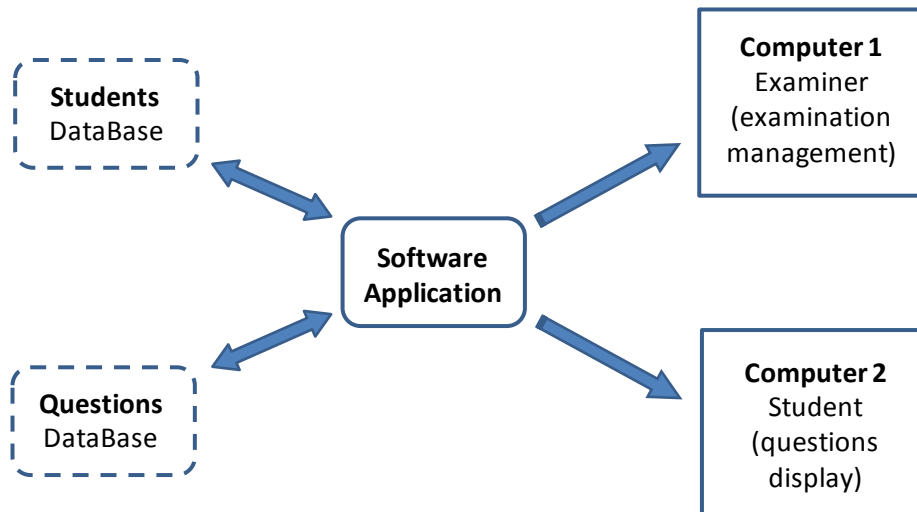 Students
DataBase
Computer 1
Examiner
(examination
management)
Software
Application
Questions
DataBase
Computer 2
Student
(questions
display)